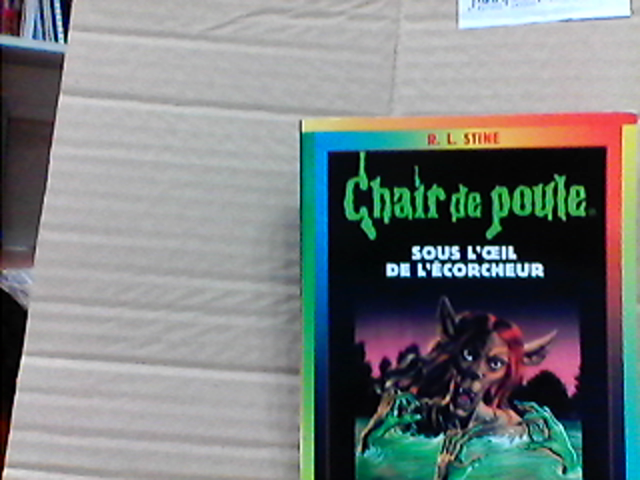 R. L. STINE
Chair de poule
SOUS L'ŒIL
DE L'ÉCORCHEUR